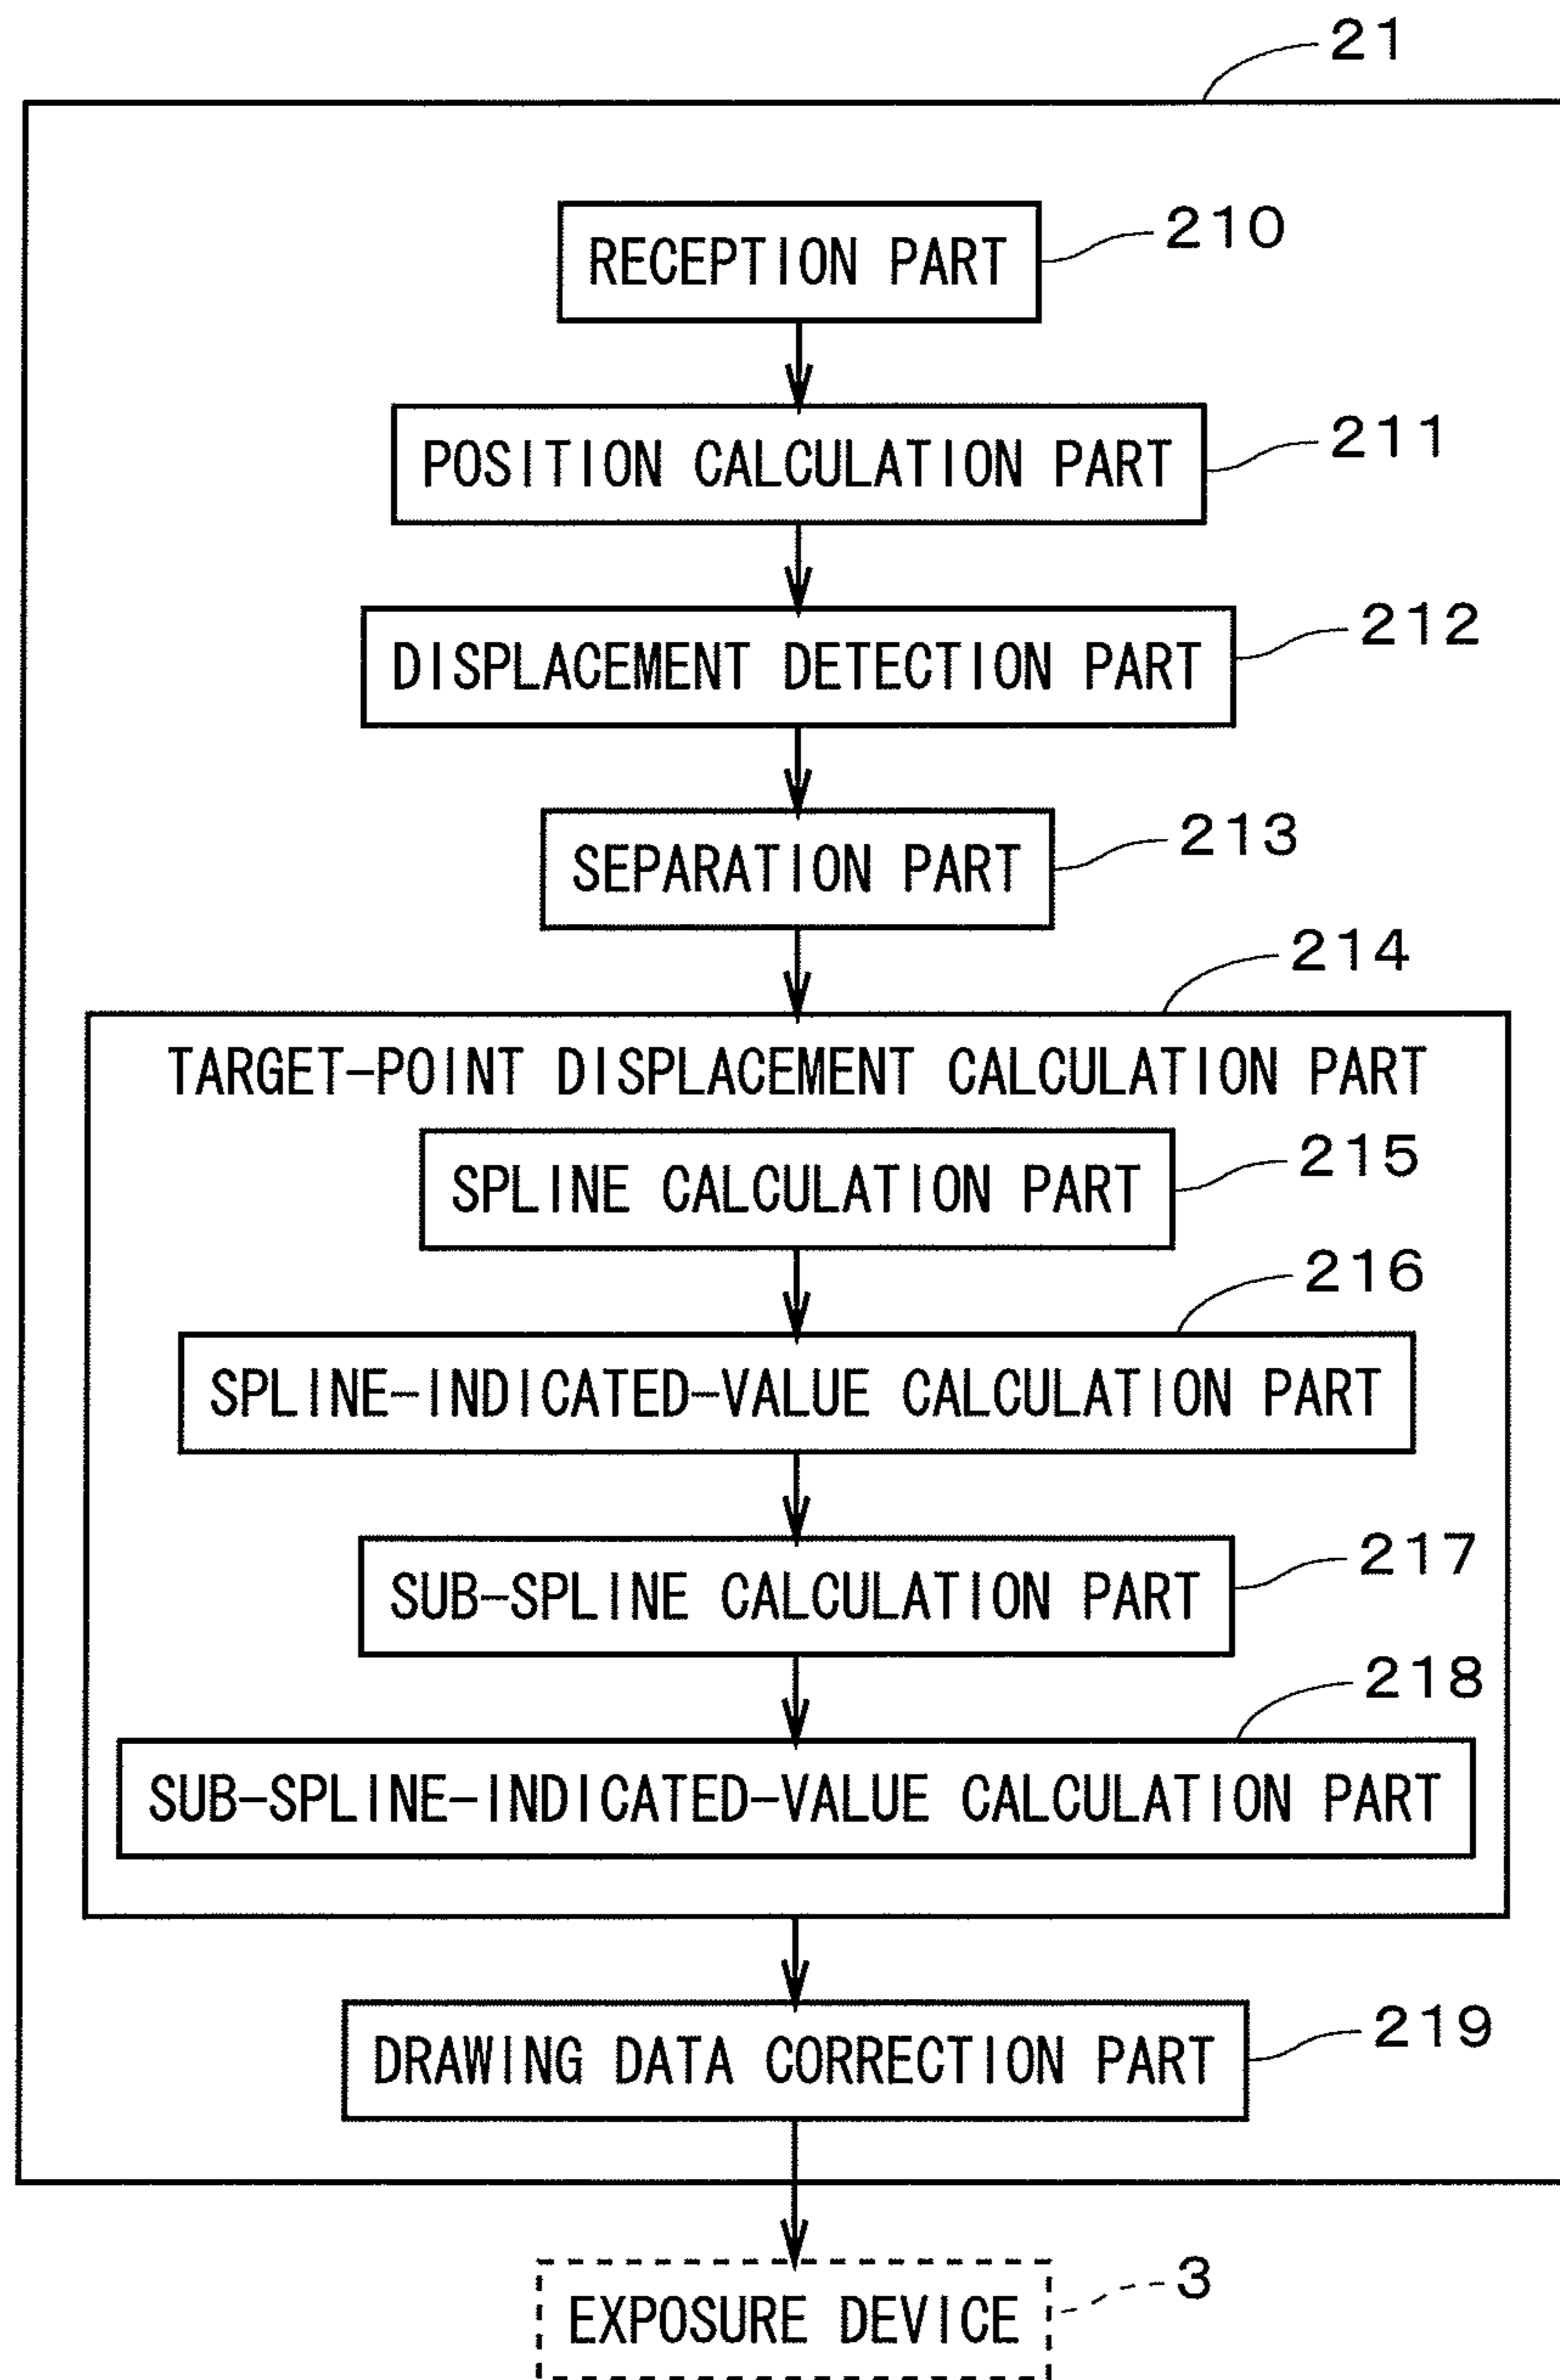 21
RECEPTION PART
210
POSITION CALCULATION PART
211
DISPLACEMENT DETECTION PART
212
SEPARATION PART
213
214
TARGET-POINT DISPLACEMENT CALCULATION PART
SPLINE CALCULATION PART
215
216
SPLINE-INDICATED-VALUE CALCULATION PART
SUB-SPLINE CALCULATION PART
217
218
SUB-SPLINE-INDICATED-VALUE CALCULATION PART
DRAWING DATA CORRECTION PART
219
EXPOSURE DEVICE
3